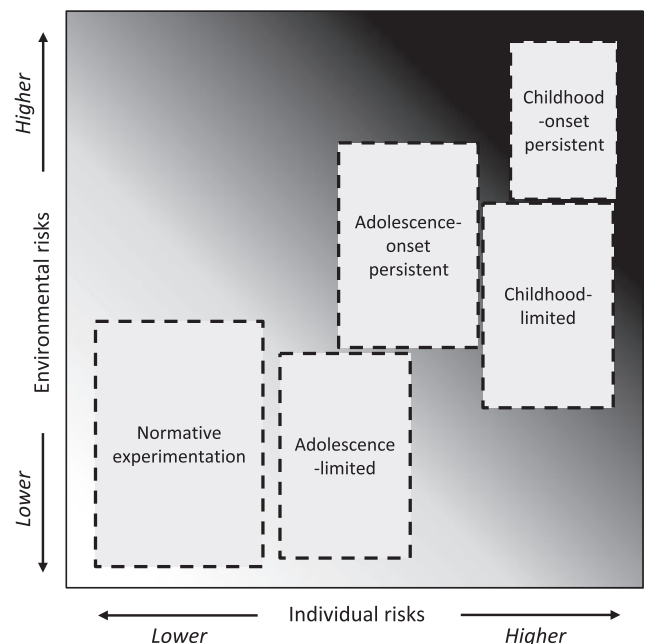 Higher
Environmental risks
Lower
Childhood
-onset
persistent
Adolescence-
onset
persistent
Childhood-
limited
Normative
experimentation
Adolescence
-limited
Individual risks
Lower
Higher